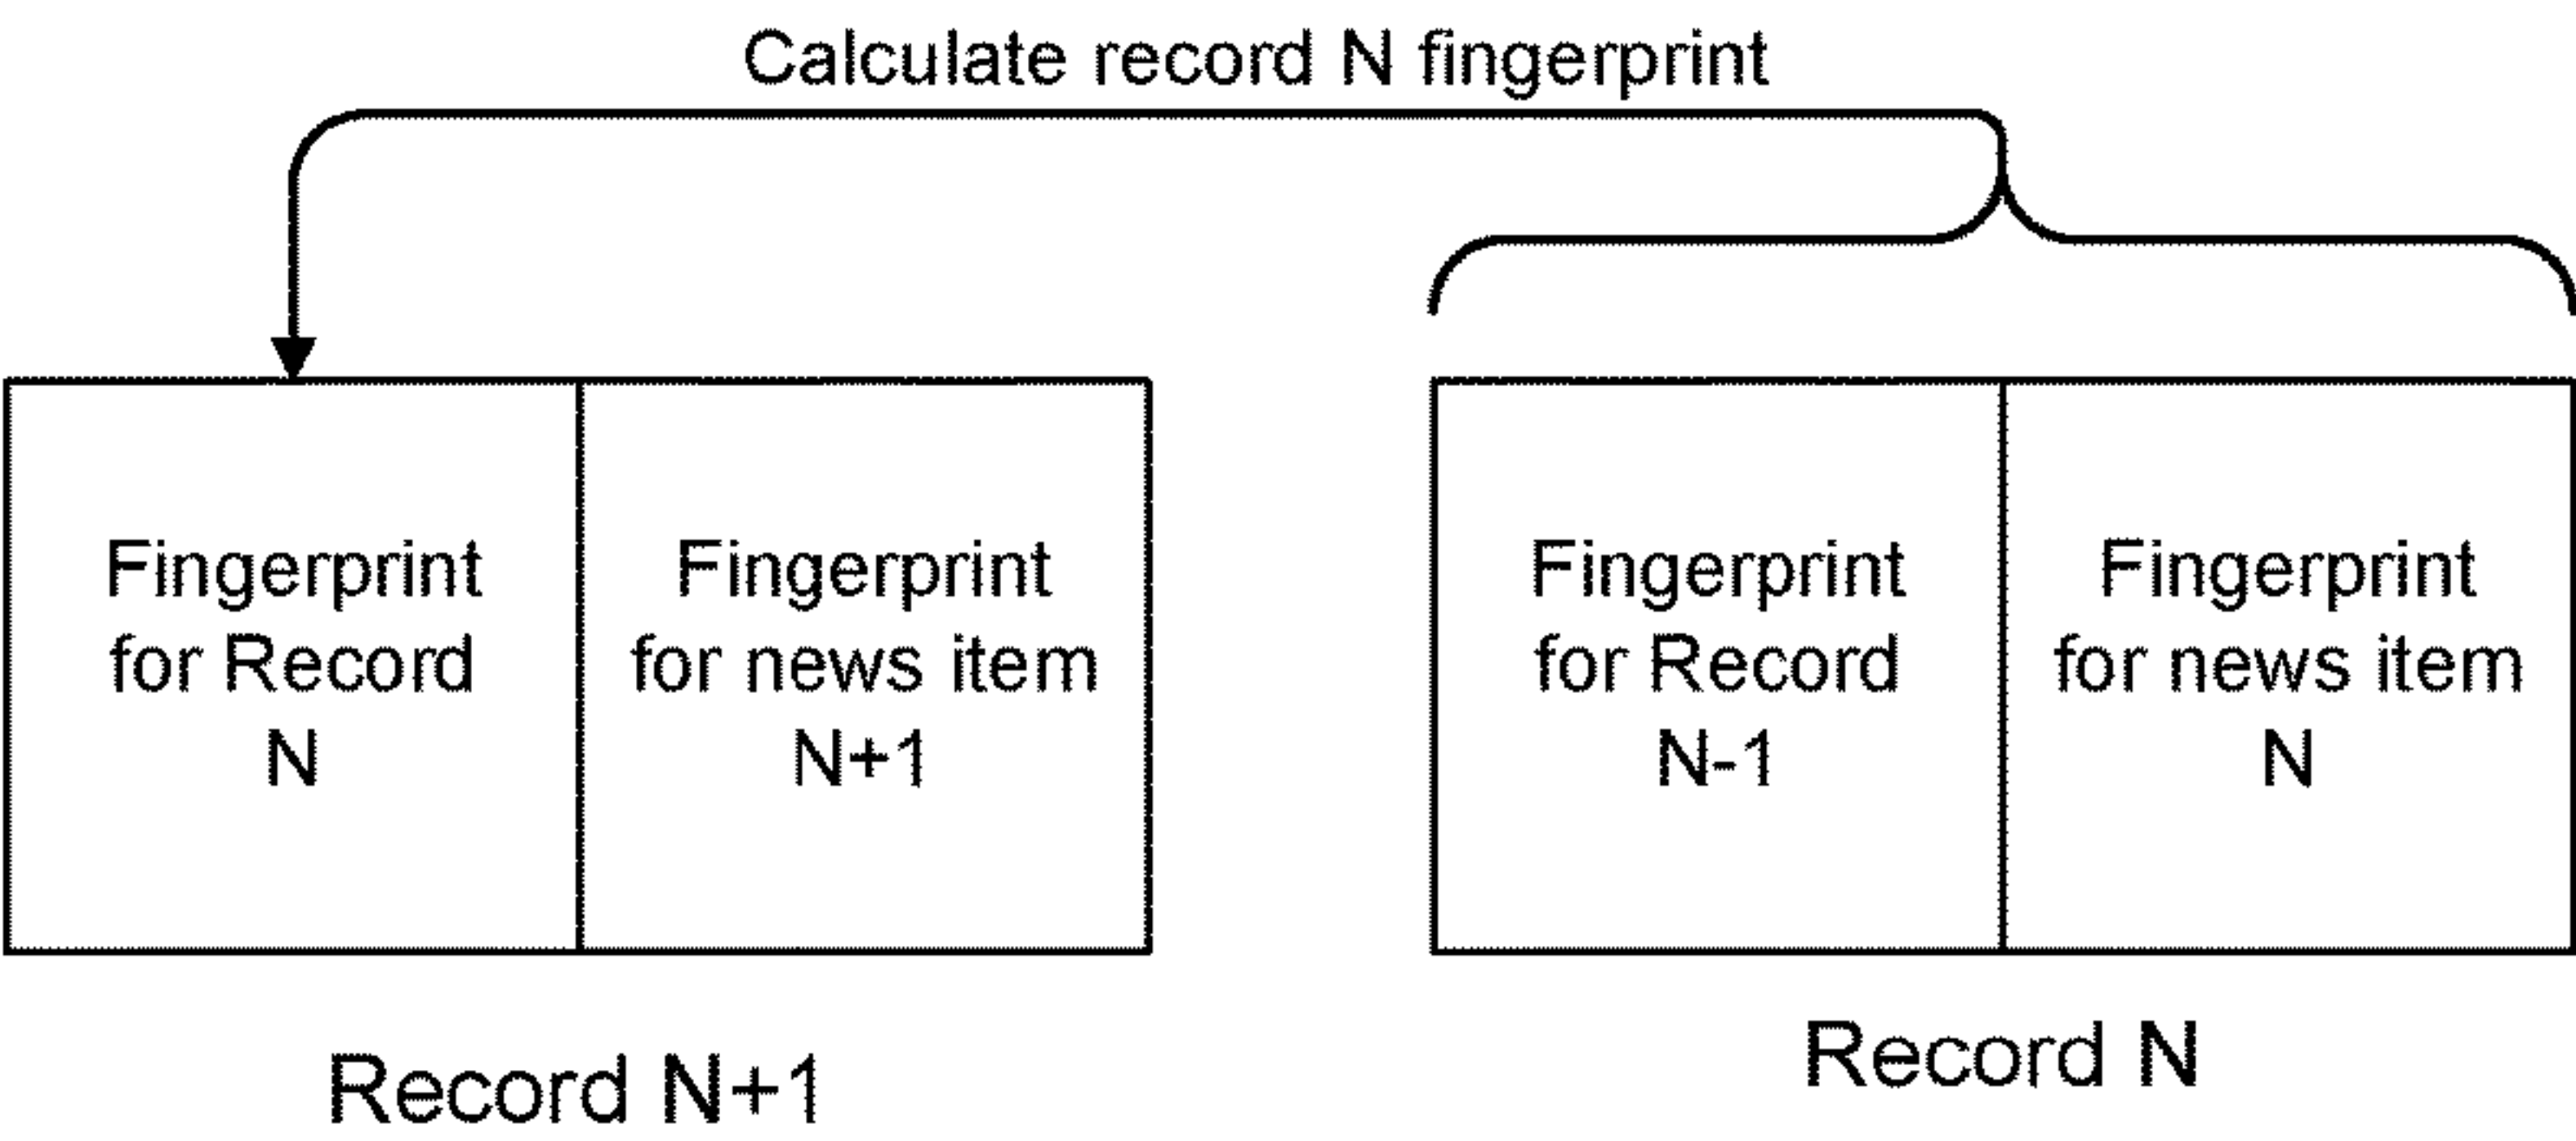 Calculate record N fingerprint
Fingerprint
for Record
N
Fingerprint
for news item
N+1
Fingerprint
for Record
N-1
Fingerprint
for news item
N
Record N+1
Record N